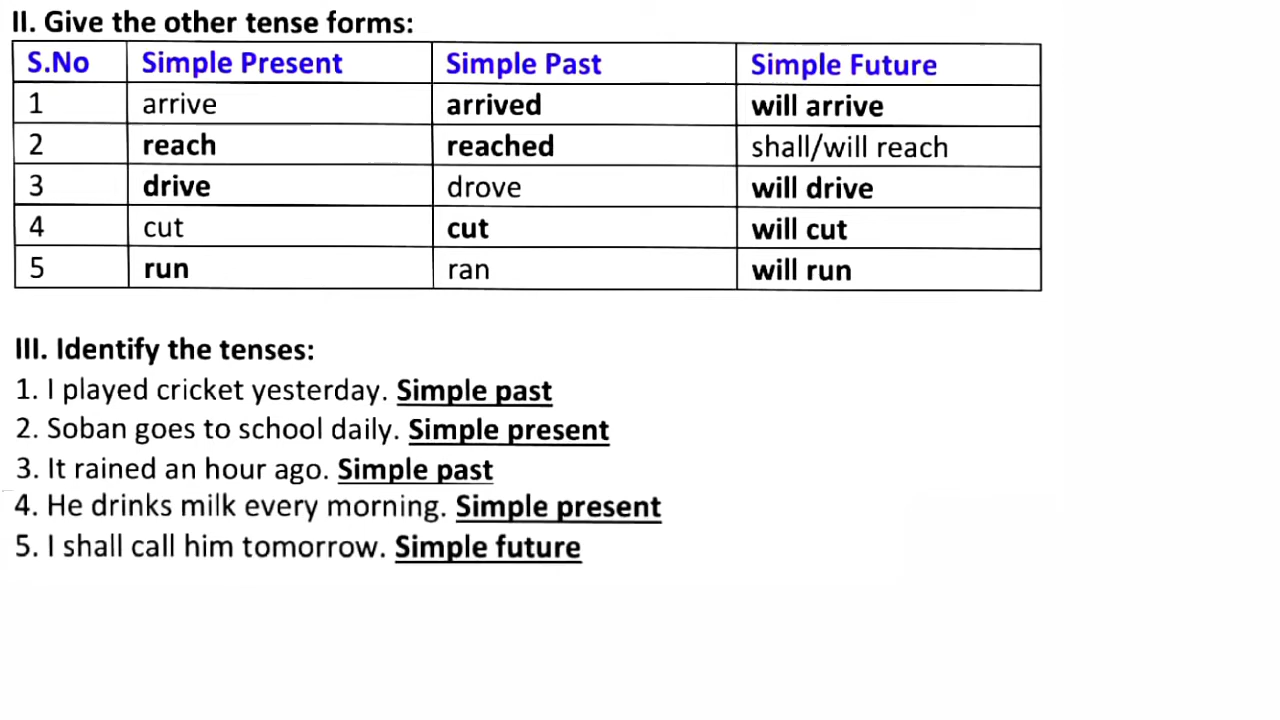 II. Give the other tense forms:
S.No Simple Present Simple Past Simple Future
1 arrive arrived will arrive
2 reach reached shall/will reach
3 drive drove will drive
4 cut cut will cut
5 run ran will run
III. Identify the tenses:
1. I played cricket yesterday. Simple past
2. Soban goes to school daily. Simple present
3. It rained an hour ago. Simple past
4. He drinks milk every morning. Simple present
5. I shall call him tomorrow. Simple future